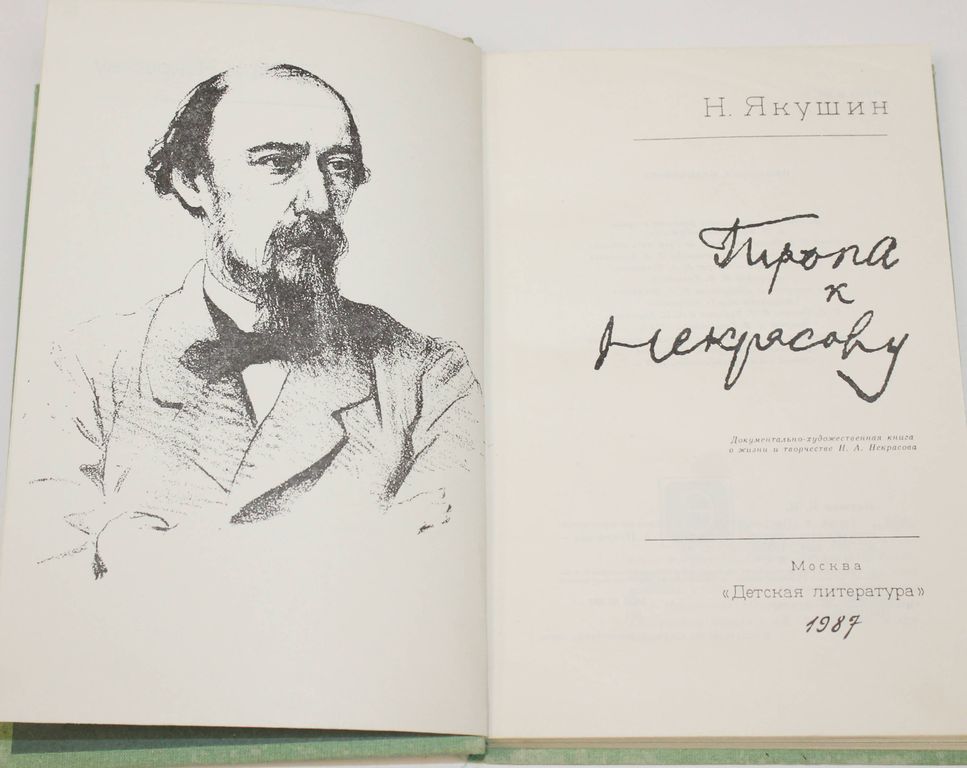 Н. Якушин
Тропа
к
Некрасову
Документально-художественная книга
о жизни и творчестве Н. А. Некрасова
Москва
«Детская литература»
1987